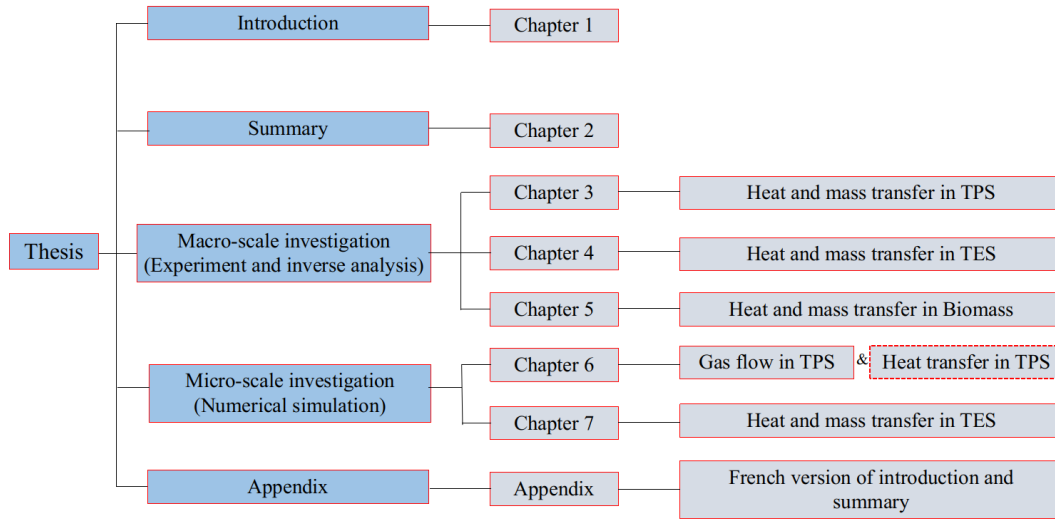 Introduction
Chapter 1
Summary
Chapter 2
Chapter 3
Heat and mass transfer in TPS
Thesis
Macro-scale investigation
(Experiment and inverse analysis)
Chapter 4
Heat and mass transfer in TES
Chapter 5
Heat and mass transfer in Biomass
Micro-scale investigation
(Numerical simulation)
Chapter 6
Gas flow in TPS & Heat transfer in TPS
Chapter 7
Heat and mass transfer in TES
Appendix
Appendix
French version of introduction and
summary